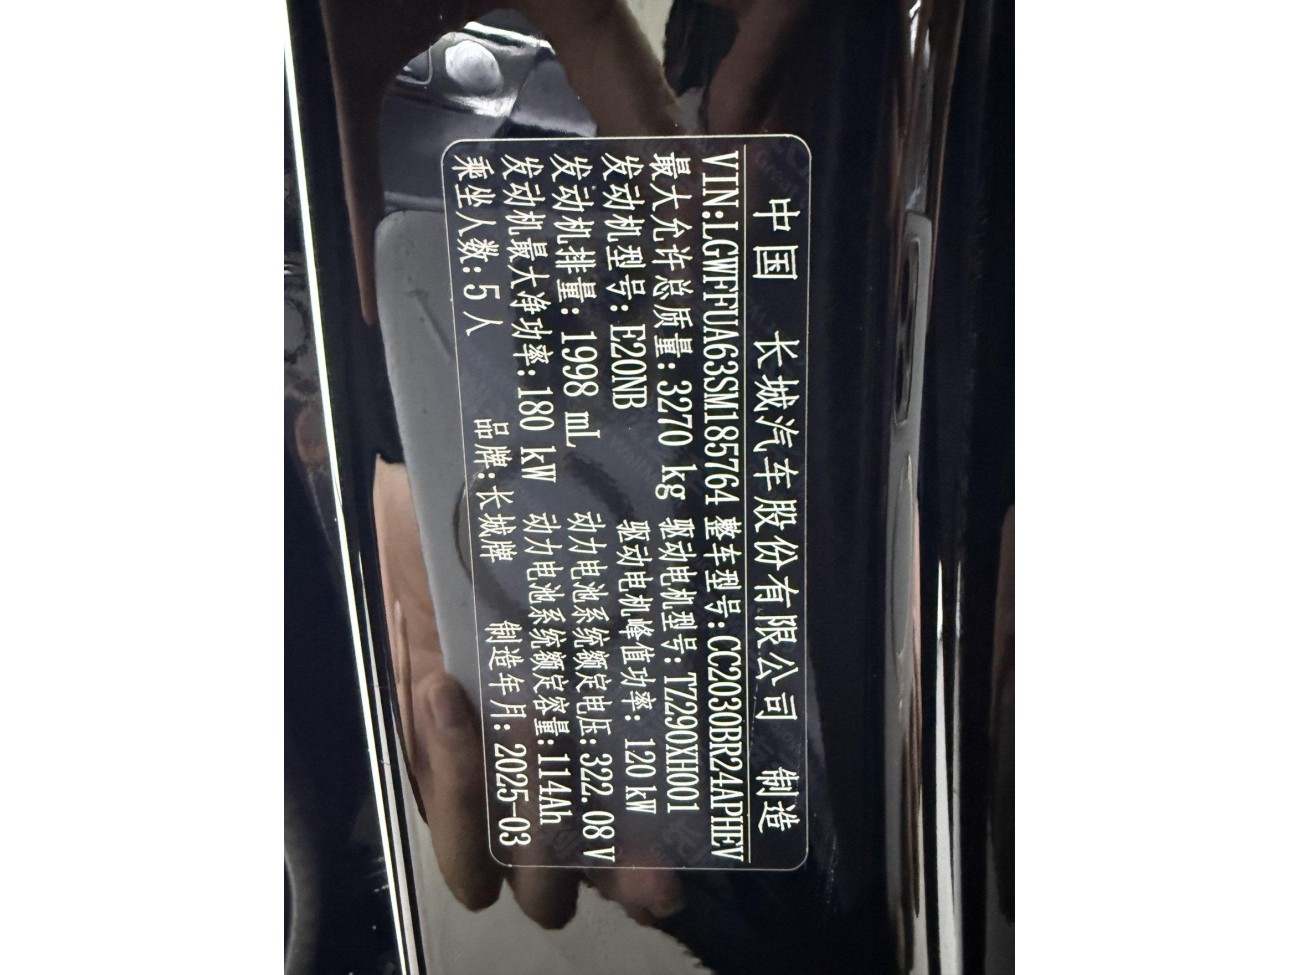 中国 长城汽车股份有限公司 制造
VIN:LGWFFUA63SM185764 整车型号:CC2030BR24APHEV
最大允许总质量:3270 kg 驱动电机型号:TZ290XH001
发动机型号:E20NB 驱动电机峰值功率:120 kW
发动机排量:1998 mL 动力电池系统额定电压:322.08 V
发动机最大净功率:180 kW 动力电池系统额定容量:114Ah
乘坐人数:5人 品牌:长城牌 制造年月:2025-03